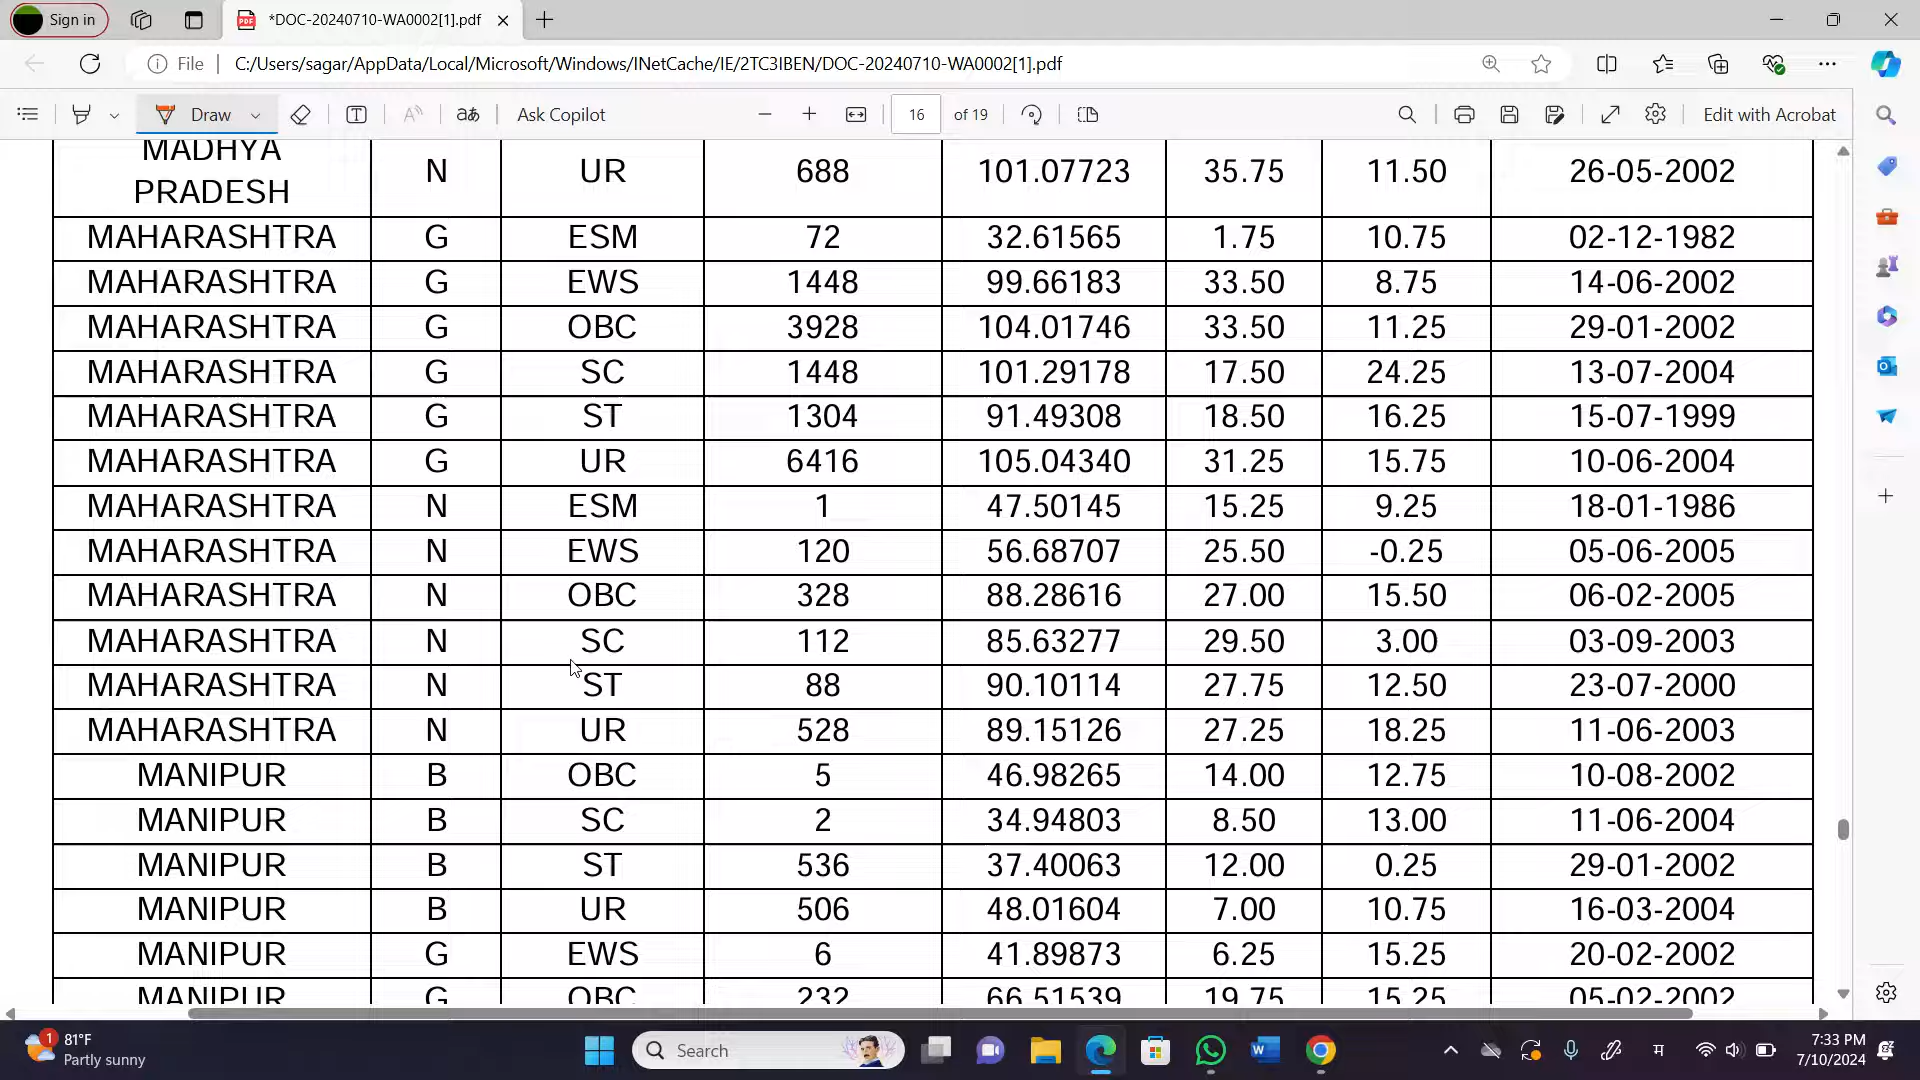 Sign in
*DOC-20240710-WA0002[1].pdf
File C:/Users/sagar/AppData/Local/Microsoft/Windows/INetCache/IE/2TC3IBEN/DOC-20240710-WA0002[1].pdf
Draw aあ Ask Copilot 16 of 19 Edit with Acrobat
MADHYA PRADESH N UR 688 101.07723 35.75 11.50 26-05-2002
MAHARASHTRA G ESM 72 32.61565 1.75 10.75 02-12-1982
MAHARASHTRA G EWS 1448 99.66183 33.50 8.75 14-06-2002
MAHARASHTRA G OBC 3928 104.01746 33.50 11.25 29-01-2002
MAHARASHTRA G SC 1448 101.29178 17.50 24.25 13-07-2004
MAHARASHTRA G ST 1304 91.49308 18.50 16.25 15-07-1999
MAHARASHTRA G UR 6416 105.04340 31.25 15.75 10-06-2004
MAHARASHTRA N ESM 1 47.50145 15.25 9.25 18-01-1986
MAHARASHTRA N EWS 120 56.68707 25.50 -0.25 05-06-2005
MAHARASHTRA N OBC 328 88.28616 27.00 15.50 06-02-2005
MAHARASHTRA N SC 112 85.63277 29.50 3.00 03-09-2003
MAHARASHTRA N ST 88 90.10114 27.75 12.50 23-07-2000
MAHARASHTRA N UR 528 89.15126 27.25 18.25 11-06-2003
MANIPUR B OBC 5 46.98265 14.00 12.75 10-08-2002
MANIPUR B SC 2 34.94803 8.50 13.00 11-06-2004
MANIPUR B ST 536 37.40063 12.00 0.25 29-01-2002
MANIPUR B UR 506 48.01604 7.00 10.75 16-03-2004
MANIPUR G EWS 6 41.89873 6.25 15.25 20-02-2002
MANIPUR G OBC 232 66.51539 19.75 15.25 05-02-2002
1 81°F
Partly sunny
Search
म
7:33 PM
7/10/2024